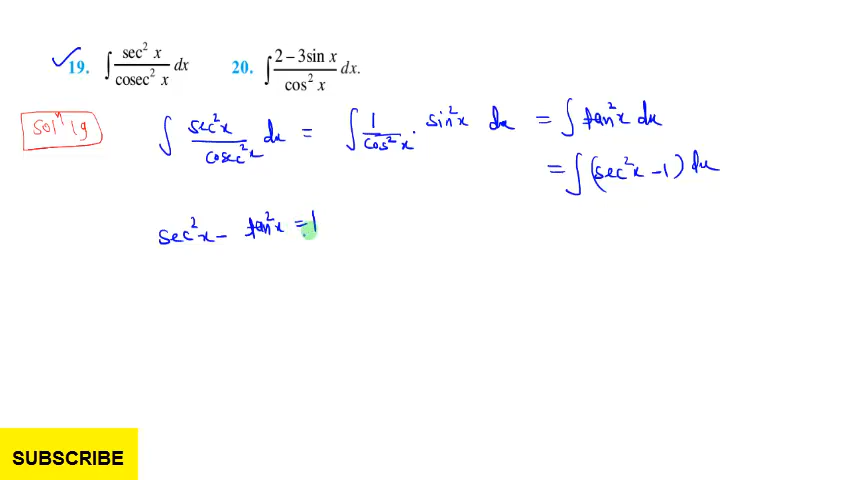 19. ∫ sec² x / cosec² x dx 20. ∫ 2 – 3sin x / cos² x dx.
solⁿ 19
∫ sec²x / cosec²x dx = ∫ 1 / cos²x · sin²x dx = ∫ tan²x dx
= ∫ (sec²x – 1) dx
sec²x – tan²x = 1
SUBSCRIBE